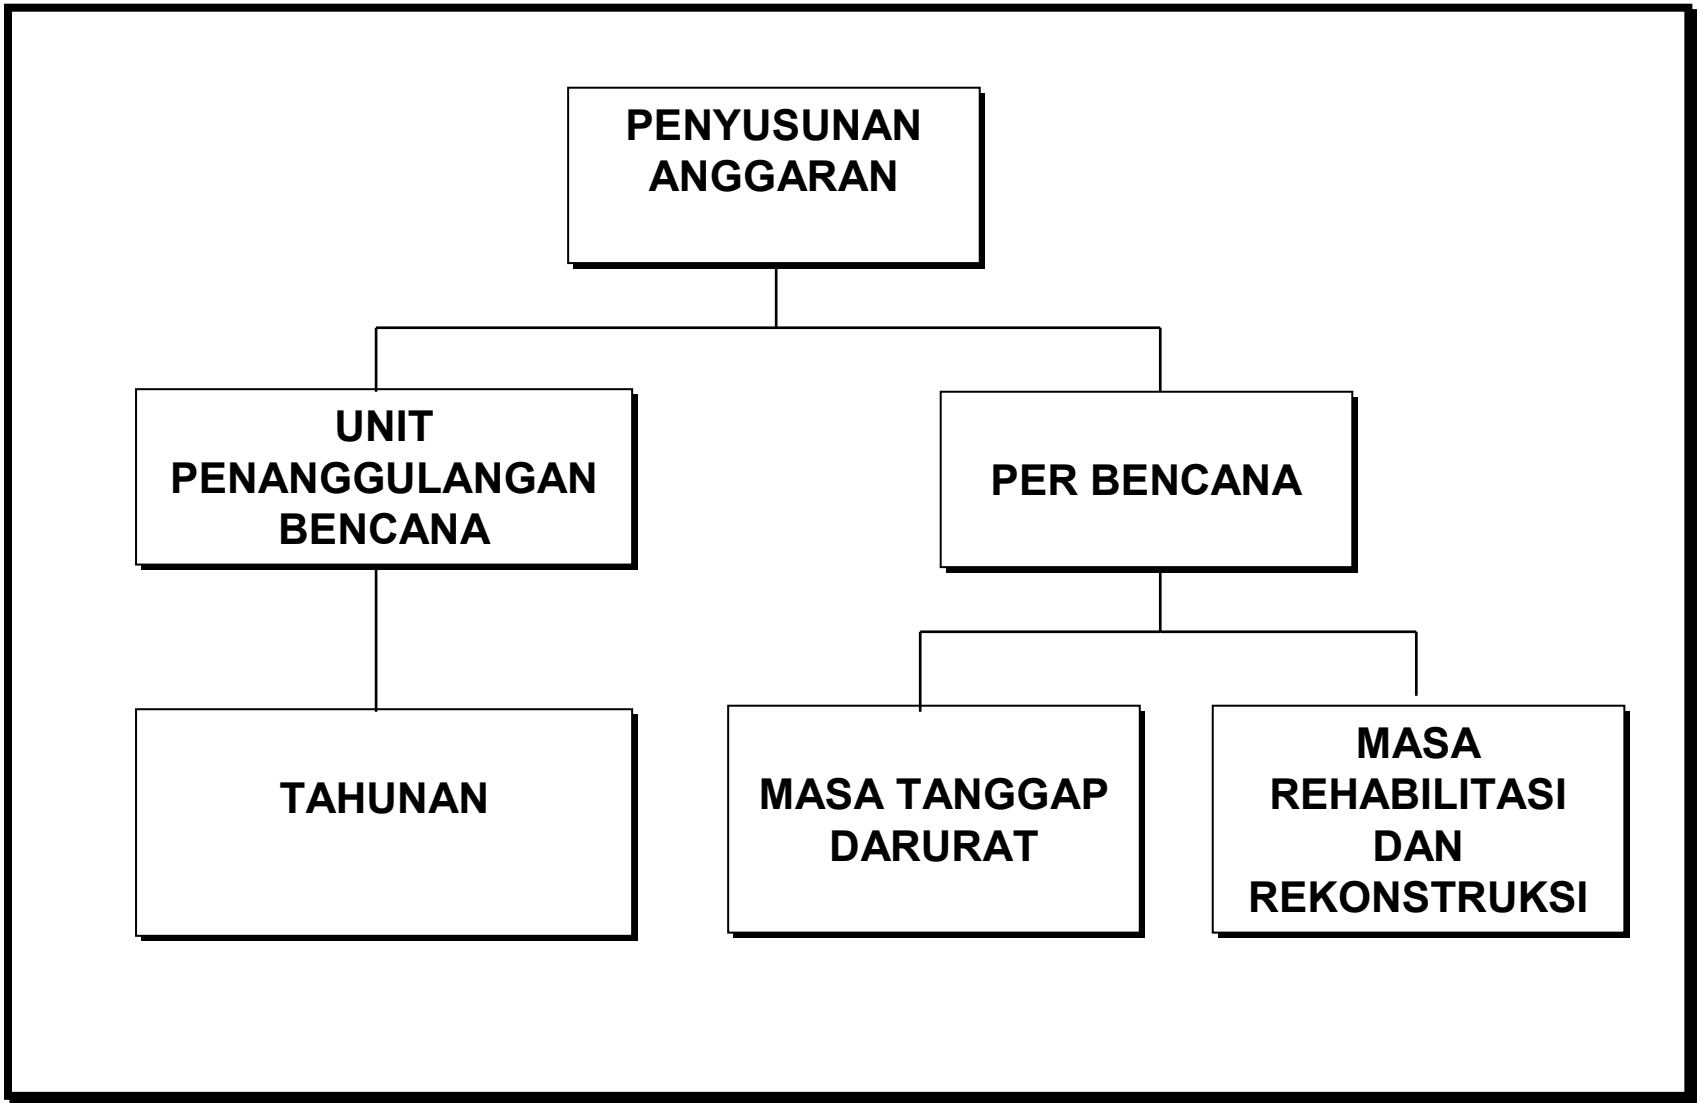 PENYUSUNAN
ANGGARAN
UNIT
PENANGGULANGAN
BENCANA
PER BENCANA
TAHUNAN
MASA TANGGAP
DARURAT
MASA
REHABILITASI
DAN
REKONSTRUKSI